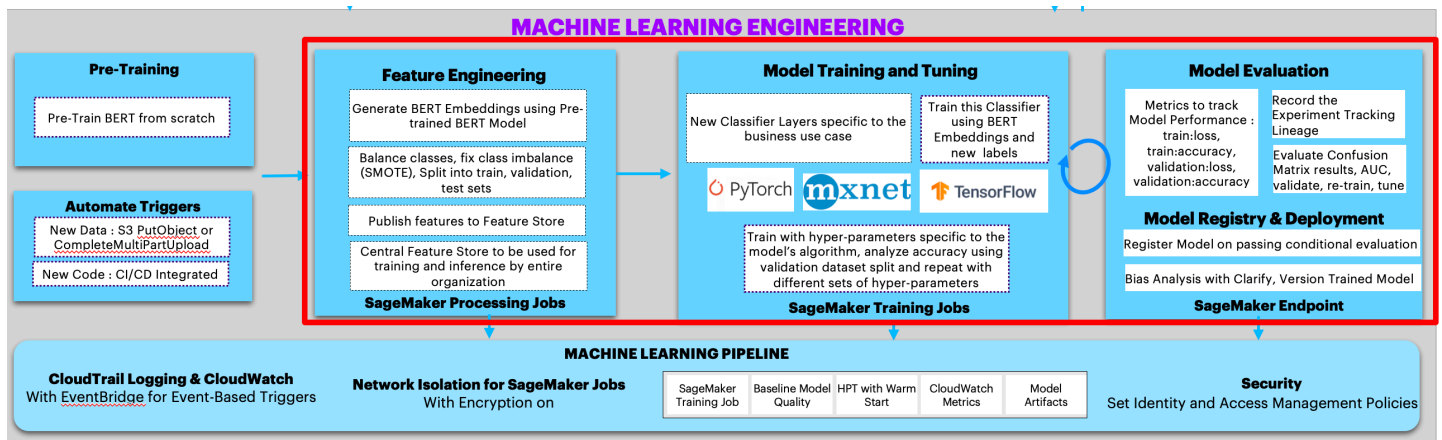 MACHINE LEARNING ENGINEERING
Pre-Training
Pre-Train BERT from scratch
Automate Triggers
New Data : S3 PutObject or
CompleteMultiPartUpload
New Code : CI/CD Integrated
Feature Engineering
Generate BERT Embeddings using Pre-
trained BERT Model
Balance classes, fix class imbalance
(SMOTE), Split into train, validation,
test sets
Publish features to Feature Store
Central Feature Store to be used for
training and inference by entire
organization
SageMaker Processing Jobs
Model Training and Tuning
New Classifier Layers specific to the
business use case
Train this Classifier
using BERT
Embeddings and
new labels
PyTorch
mxnet
TensorFlow
Train with hyper-parameters specific to the
model's algorithm, analyze accuracy using
validation dataset split and repeat with
different sets of hyper-parameters
SageMaker Training Jobs
Model Evaluation
Metrics to track
Model Performance :
train:loss,
train:accuracy,
validation:loss,
validation:accuracy
Record the
Experiment Tracking
Lineage
Evaluate Confusion
Matrix results, AUC,
validate, re-train, tune
Model Registry & Deployment
Register Model on passing conditional evaluation
Bias Analysis with Clarify, Version Trained Model
SageMaker Endpoint
MACHINE LEARNING PIPELINE
CloudTrail Logging & CloudWatch
With EventBridge for Event-Based Triggers
Network Isolation for SageMaker Jobs
With Encryption on
SageMaker
Training Job
Baseline Model
Quality
HPT with Warm
Start
CloudWatch
Metrics
Model
Artifacts
Security
Set Identity and Access Management Policies